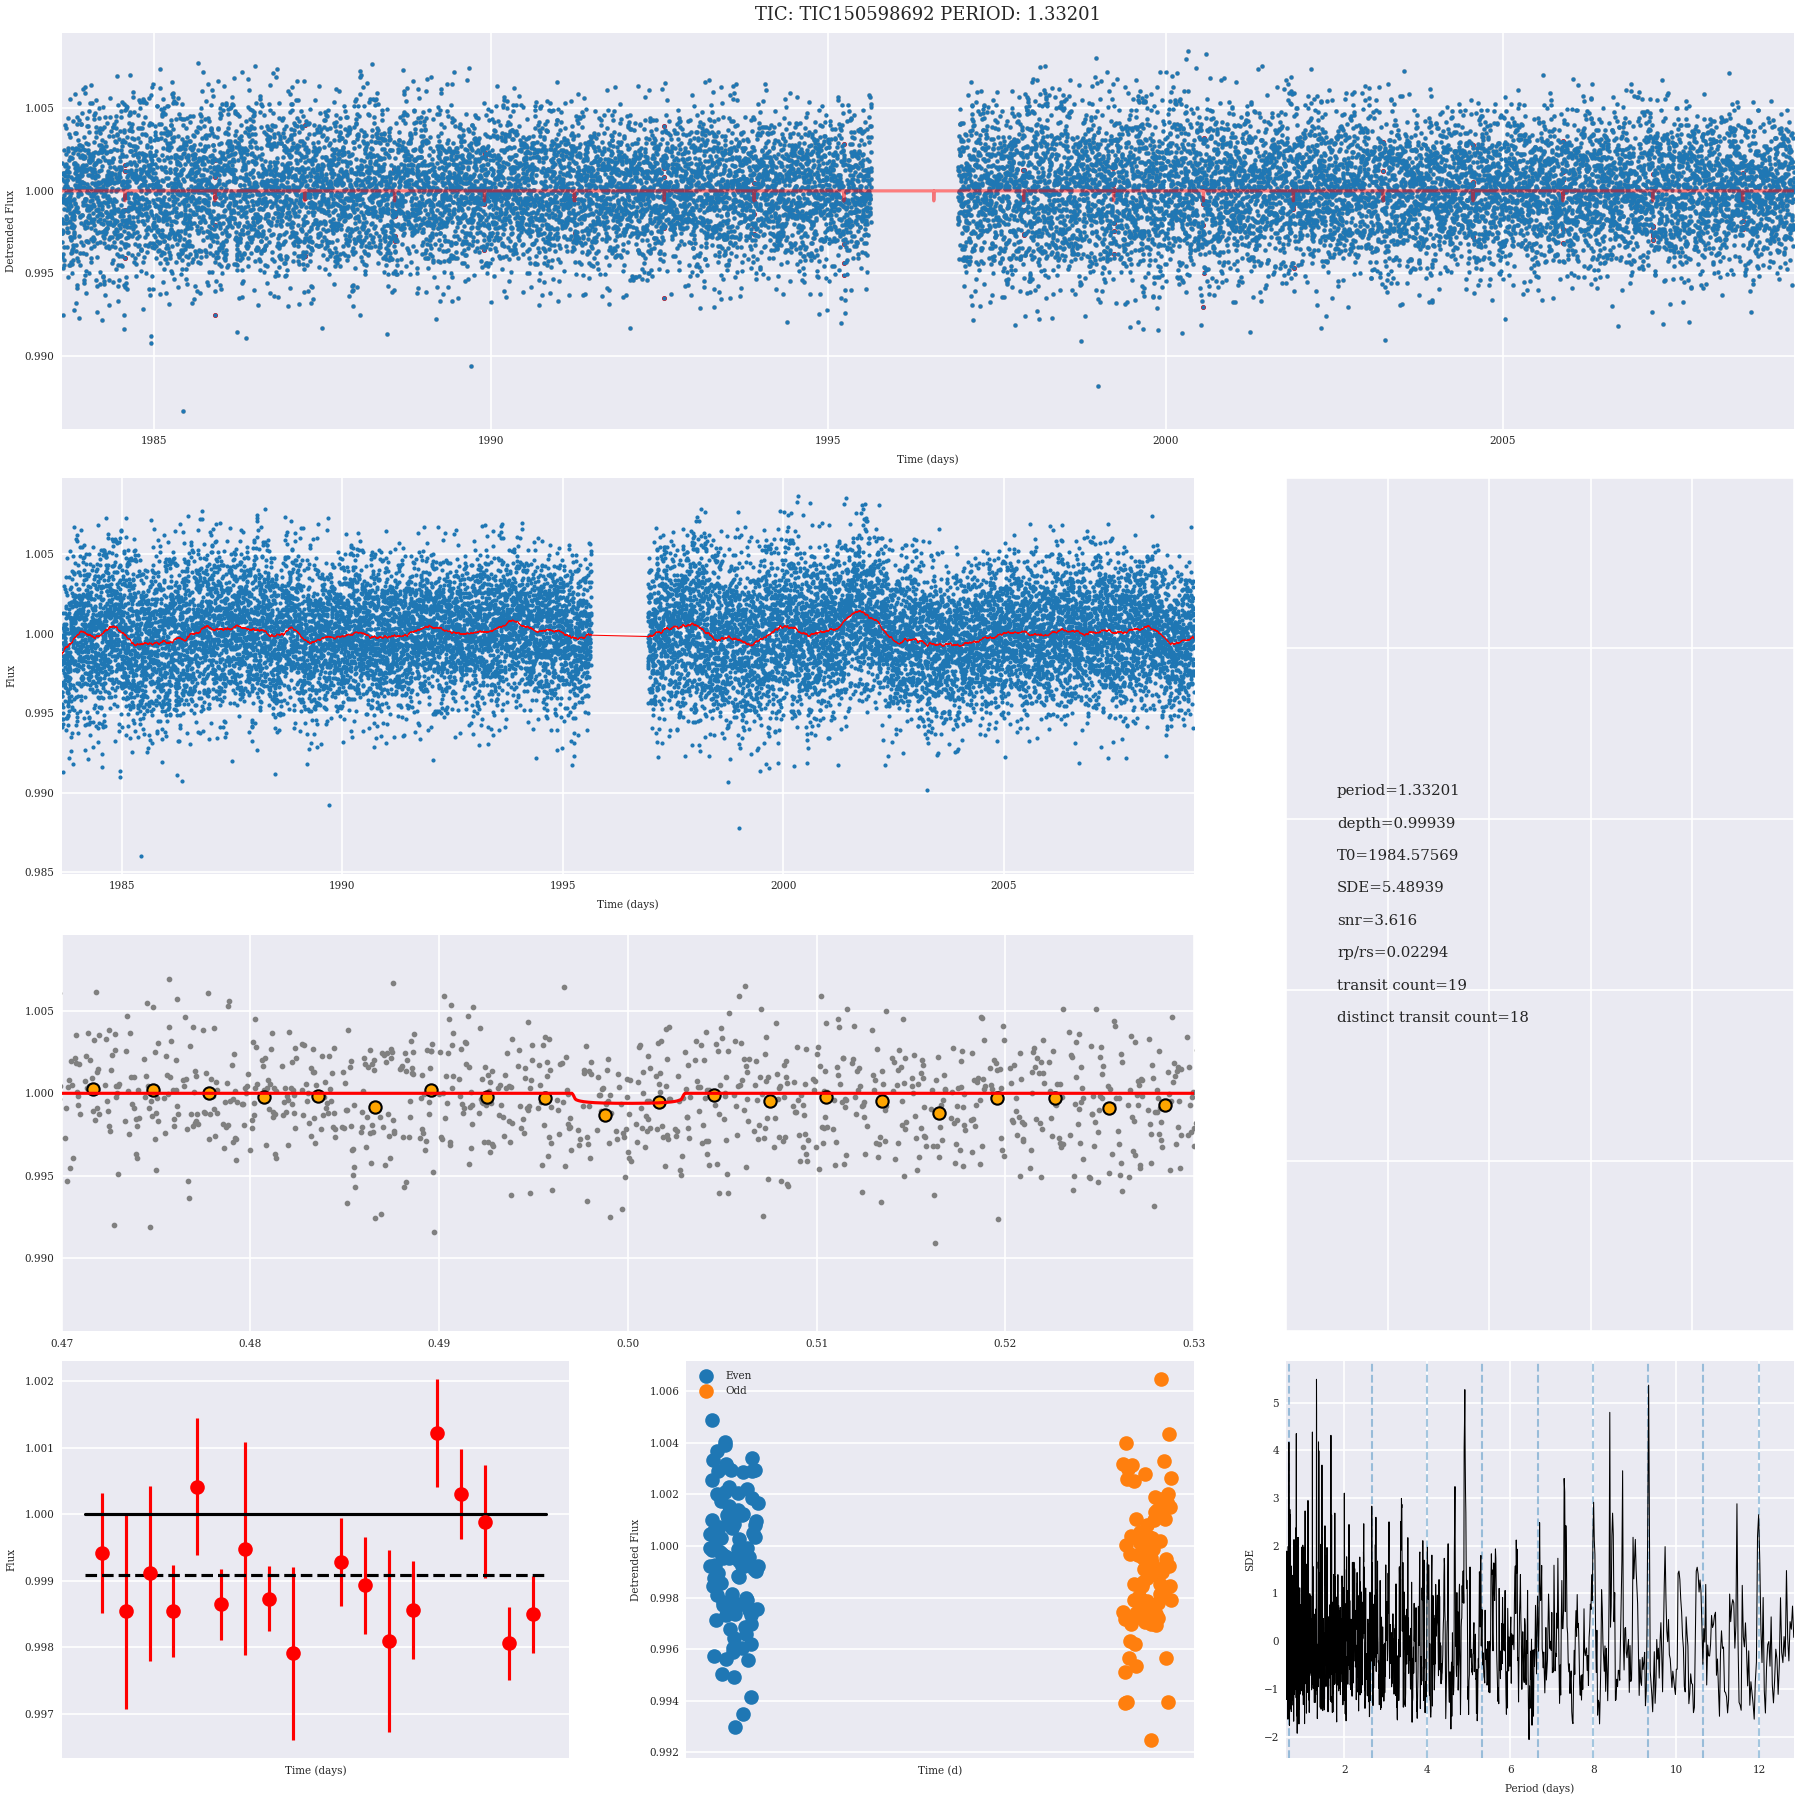 TIC: TIC150598692 PERIOD: 1.33201
1.005
1.000
0.995
0.990
Detrended Flux
1985
1990
1995
2000
2005
Time (days)
1.005
1.000
0.995
0.990
0.985
Flux
1985
1990
1995
2000
2005
Time (days)
period=1.33201
depth=0.99939
T0=1984.57569
SDE=5.48939
snr=3.616
rp/rs=0.02294
transit count=19
distinct transit count=18
1.005
1.000
0.995
0.990
0.47
0.48
0.49
0.50
0.51
0.52
0.53
1.002
1.001
1.000
0.999
0.998
0.997
Flux
Time (days)
Even
Odd
1.006
1.004
1.002
1.000
0.998
0.996
0.994
0.992
Detrended Flux
Time (d)
5
4
3
2
1
0
−1
−2
SDE
2
4
6
8
10
12
Period (days)